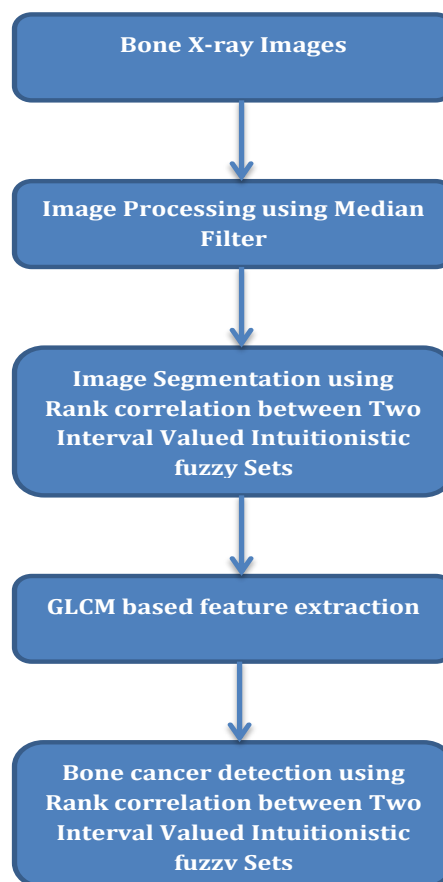 Bone X-ray Images
Image Processing using Median
Filter
Image Segmentation using
Rank correlation between Two
Interval Valued Intuitionistic
fuzzy Sets
GLCM based feature extraction
Bone cancer detection using
Rank correlation between Two
Interval Valued Intuitionistic
fuzzy Sets